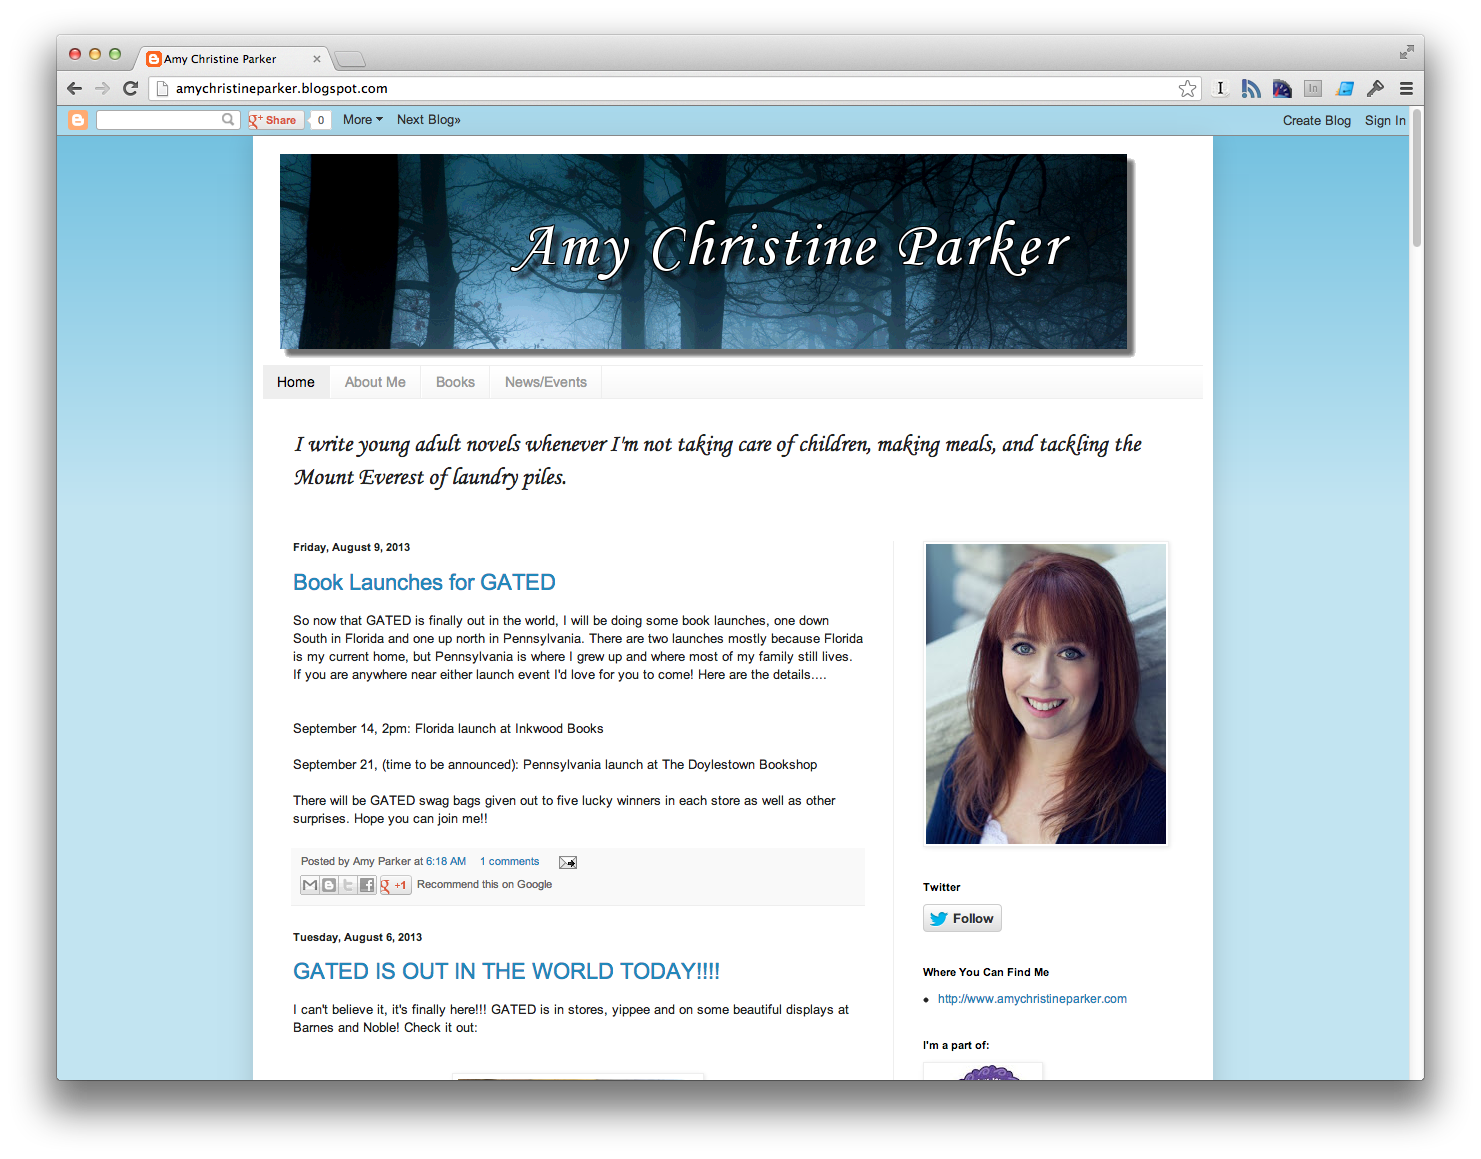 Amy Christine Parker
amychristineparker.blogspot.com
In
Share
0
More
Next Blog»
Create Blog
Sign In
Amy Christine Parker
Home
About Me
Books
News/Events
I write young adult novels whenever I'm not taking care of children, making meals, and tackling the
Mount Everest of laundry piles.
Friday, August 9, 2013
Book Launches for GATED
So now that GATED is finally out in the world, I will be doing some book launches, one down
South in Florida and one up north in Pennsylvania. There are two launches mostly because Florida
is my current home, but Pennsylvania is where I grew up and where most of my family still lives.
If you are anywhere near either launch event I'd love for you to come! Here are the details....
September 14, 2pm: Florida launch at Inkwood Books
September 21, (time to be announced): Pennsylvania launch at The Doylestown Bookshop
There will be GATED swag bags given out to five lucky winners in each store as well as other
surprises. Hope you can join me!!
Posted by Amy Parker at 6:18 AM
1 comments
+1
Recommend this on Google
Tuesday, August 6, 2013
GATED IS OUT IN THE WORLD TODAY!!!!
I can't believe it, it's finally here!!! GATED is in stores, yippee and on some beautiful displays at
Barnes and Noble! Check it out:
Twitter
Follow
Where You Can Find Me
http://www.amychristineparker.com
I'm a part of: